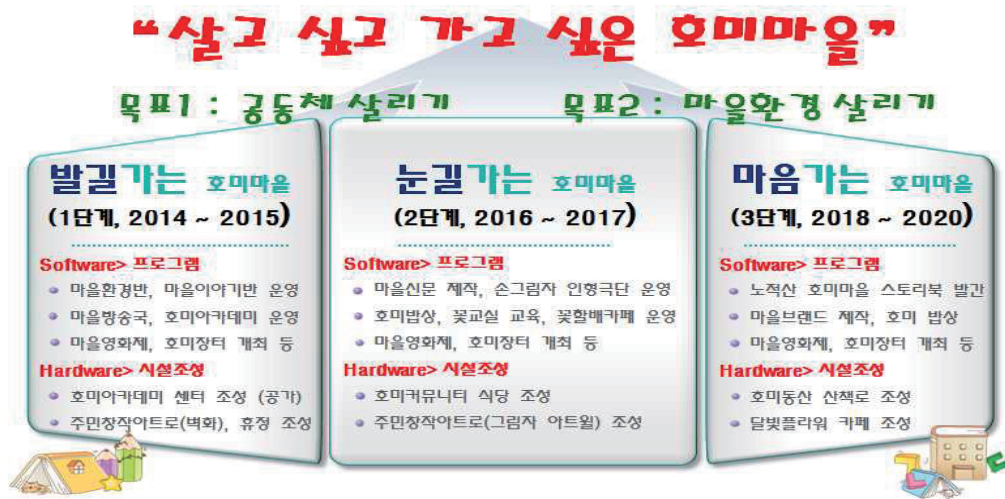 “살고 싶고 가고 싶은 호미마을”
목표1 : 공동체 살리기
목표2 : 마을환경 살리기
발길가는 호미마을
(1단계, 2014 ~ 2015)
Software> 프로그램
마을환경반, 마을이야기반 운영
마을방송국, 호미아카데미 운영
마을영화제, 호미장터 개최 등
Hardware> 시설조성
호미아카데미 센터 조성 (공가)
주민창작아트로(벽화), 휴정 조성
눈길가는 호미마을
(2단계, 2016 ~ 2017)
Software> 프로그램
마을신문 제작, 손그림자 인형극단 운영
호미밥상, 꽃교실 교육, 꽃할배카페 운영
마을영화제, 호미장터 개최 등
Hardware> 시설조성
호미커뮤니티 식당 조성
주민창작아트로(그림자 아트월) 조성
마음가는 호미마을
(3단계, 2018 ~ 2020)
Software> 프로그램
노적산 호미마을 스토리북 발간
마을브랜드 제작, 호미 밥상
마을영화제, 호미장터 개최 등
Hardware> 시설조성
호미동산 산책로 조성
달빛플라워 카페 조성